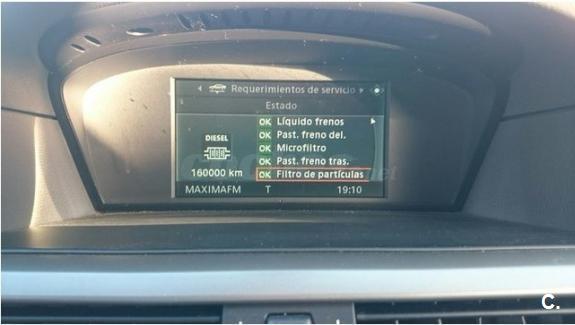 Requerimientos de servicio
Estado
OK Líquido frenos
OK Past. freno del.
OK Microfiltro
OK Past. freno tras.
OK Filtro de partículas
DIESEL
160000 km
MAXIMAFM T 19:10
C.